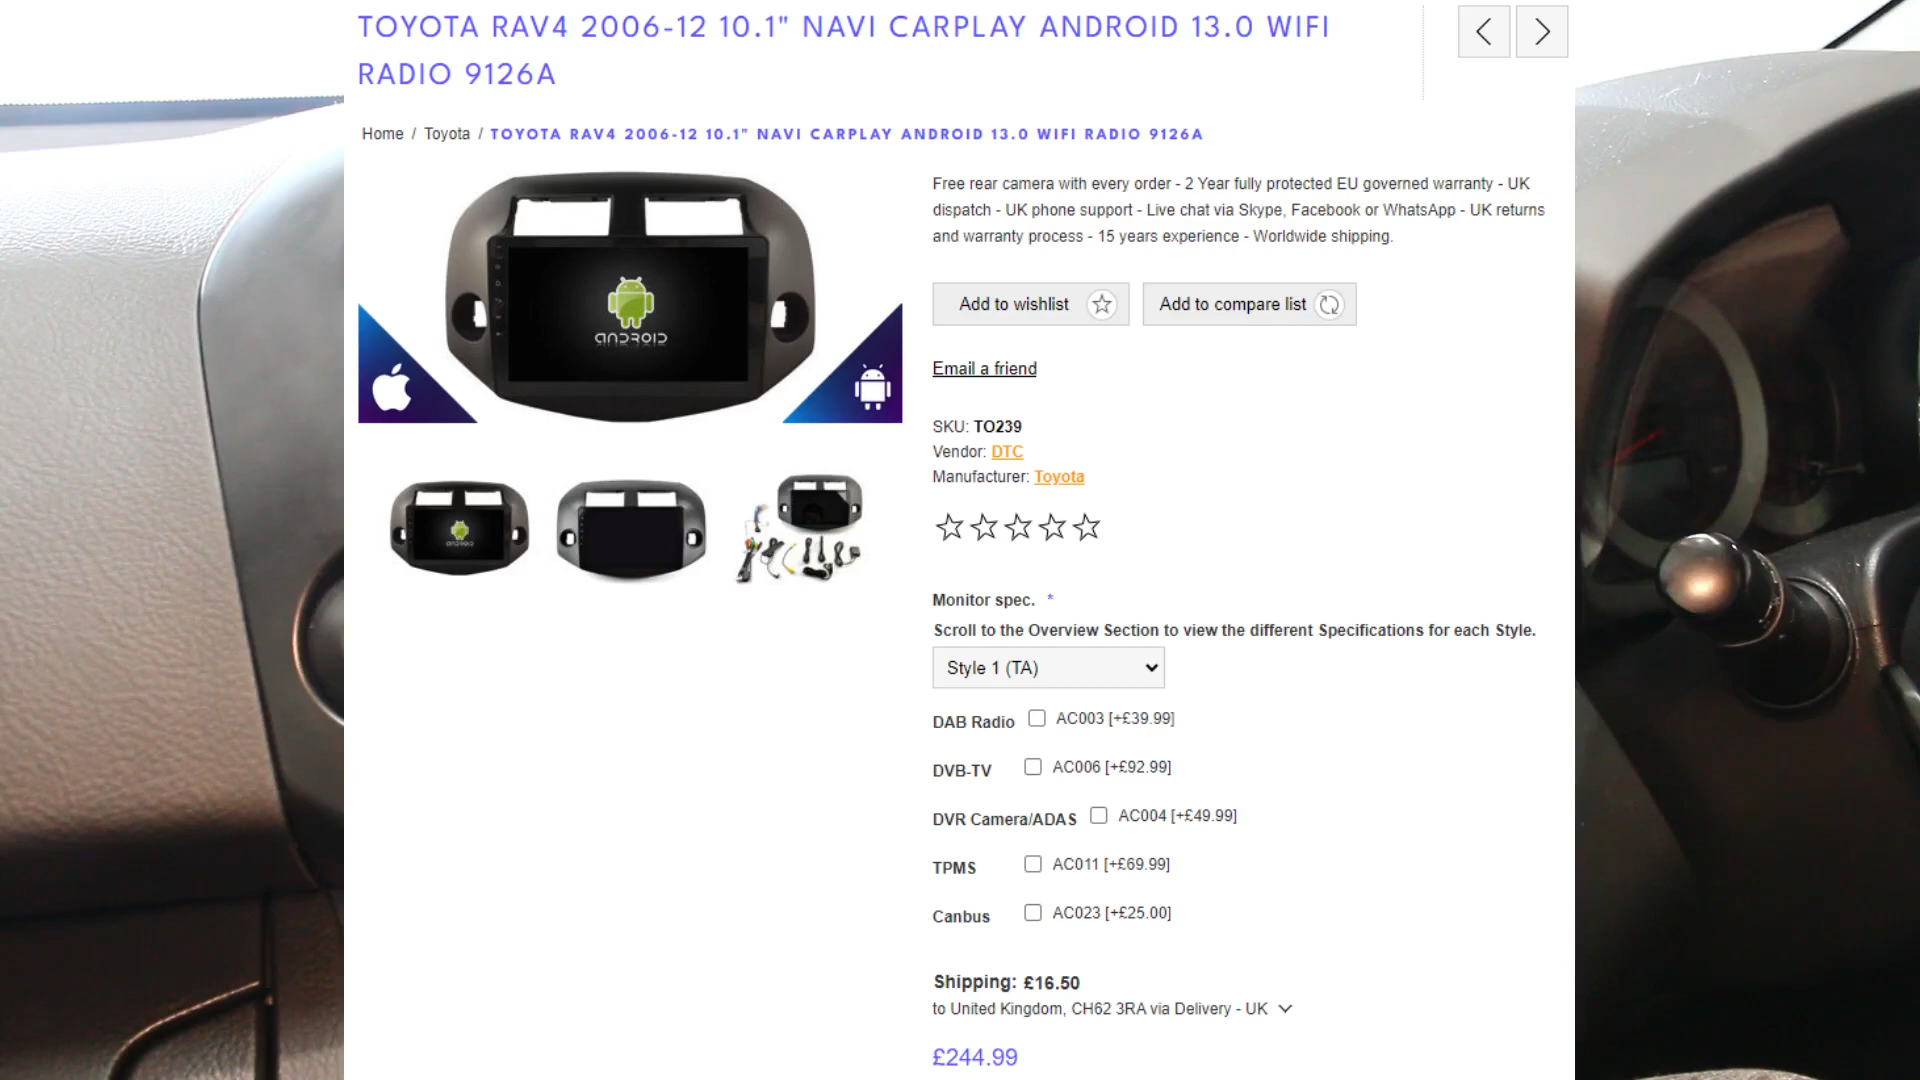 TOYOTA RAV4 2006-12 10.1" NAVI CARPLAY ANDROID 13.0 WIFI
RADIO 9126A
Home / Toyota / TOYOTA RAV4 2006-12 10.1" NAVI CARPLAY ANDROID 13.0 WIFI RADIO 9126A
Free rear camera with every order - 2 Year fully protected EU governed warranty - UK
dispatch - UK phone support - Live chat via Skype, Facebook or WhatsApp - UK returns
and warranty process - 15 years experience - Worldwide shipping.
ANDROID
Add to wishlist
Add to compare list
Email a friend
SKU: TO239
Vendor: DTC
Manufacturer: Toyota
ANDROID
Monitor spec. *
Scroll to the Overview Section to view the different Specifications for each Style.
Style 1 (TA)
DAB Radio AC003 [+£39.99]
DVB-TV AC006 [+£92.99]
DVR Camera/ADAS AC004 [+£49.99]
TPMS AC011 [+£69.99]
Canbus AC023 [+£25.00]
Shipping: £16.50
to United Kingdom, CH62 3RA via Delivery - UK
£244.99